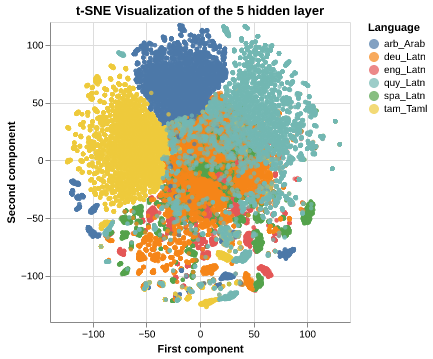 t-SNE Visualization of the 5 hidden layer
Language
arb_Arab
deu_Latn
eng_Latn
quy_Latn
spa_Latn
tam_Taml
Second component
100
50
0
−50
−100
−100
−50
0
50
100
First component